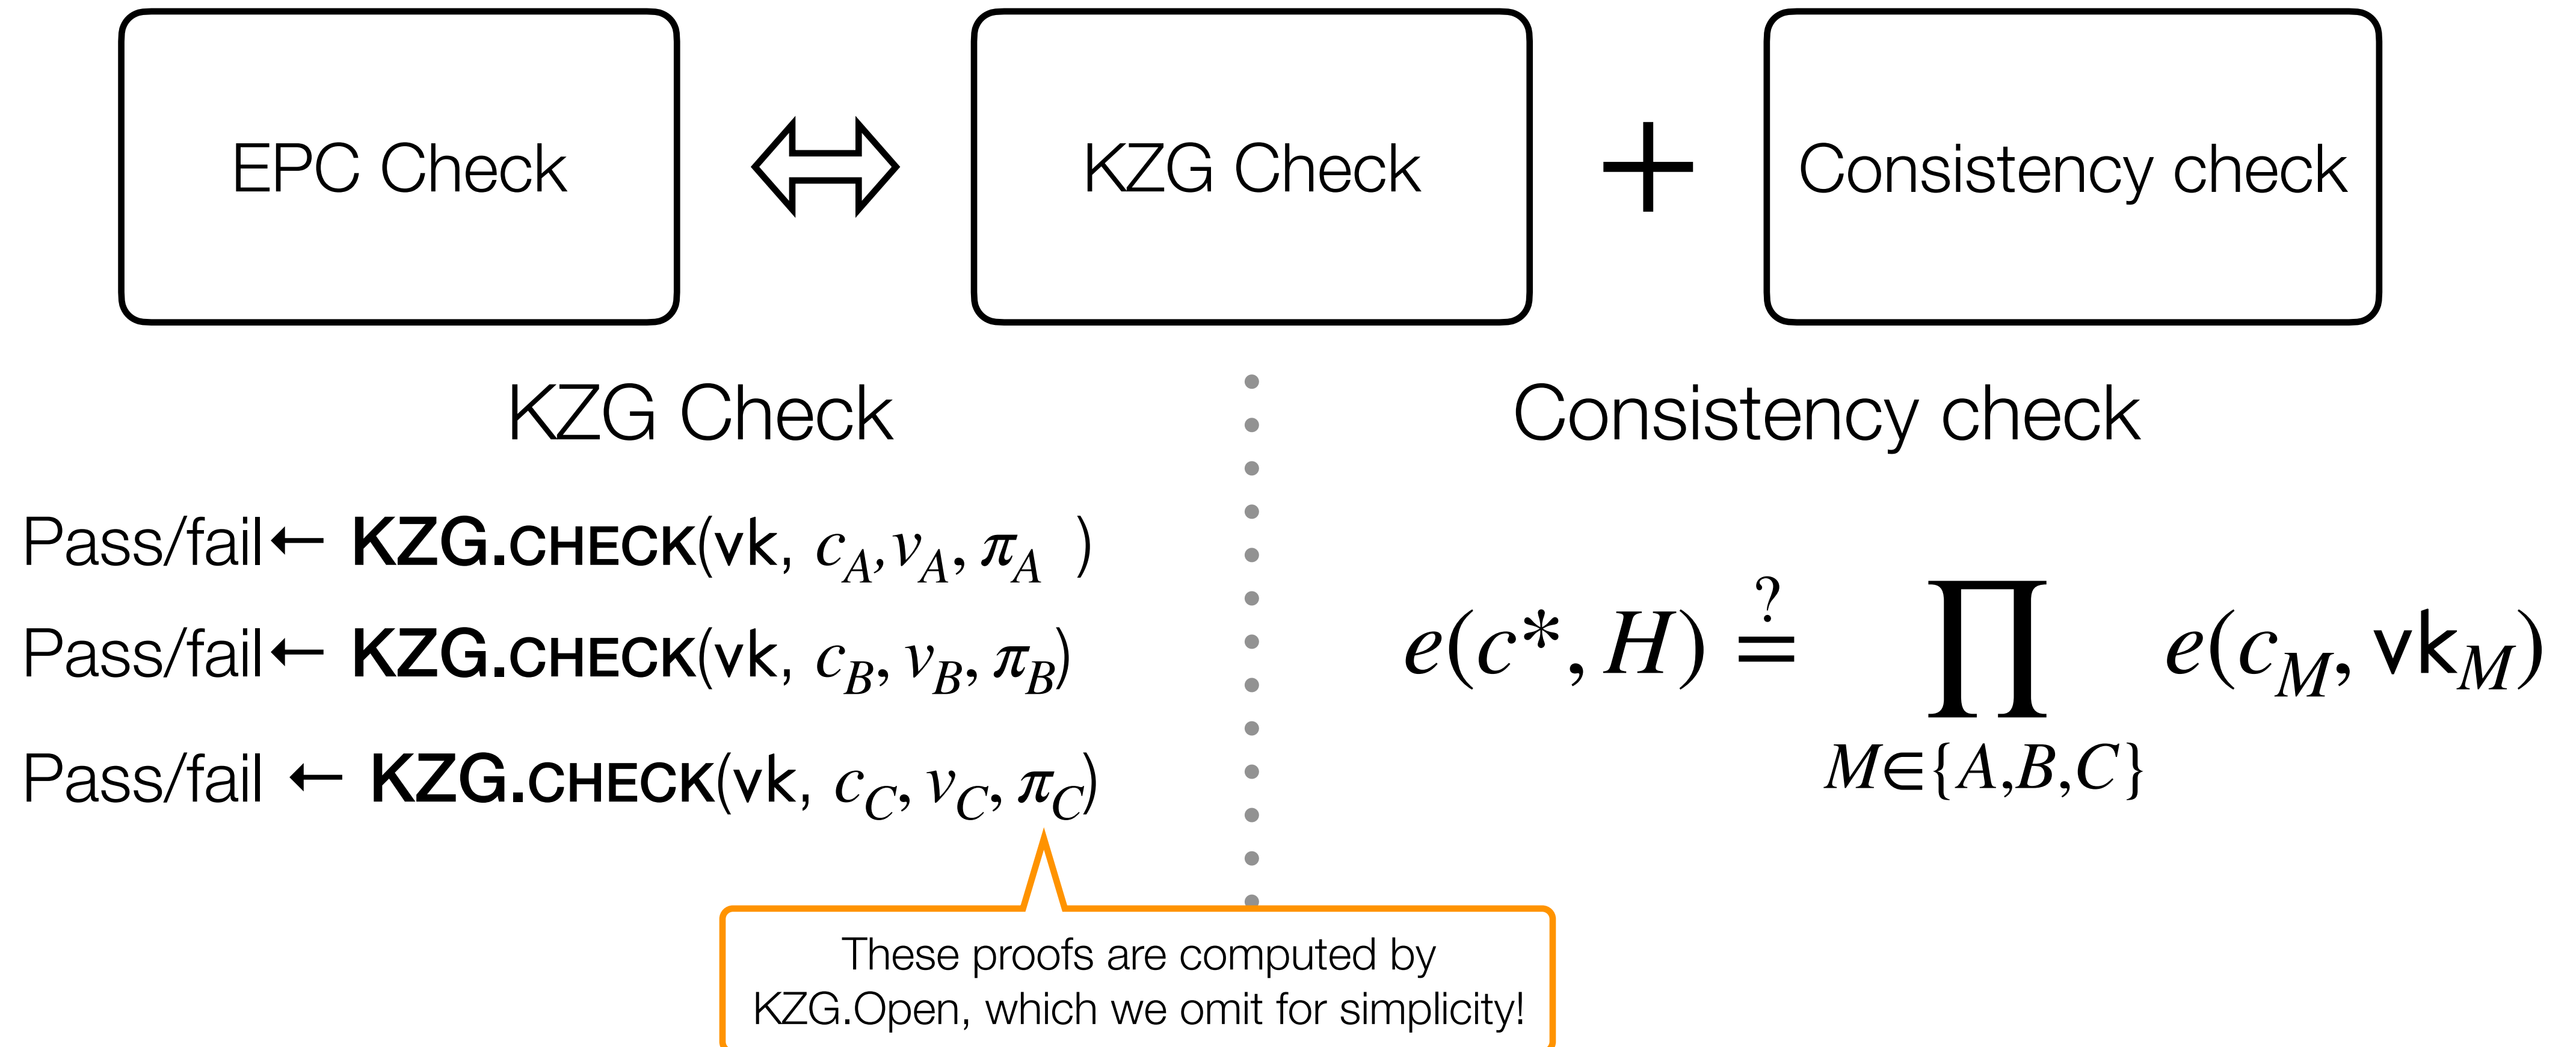 EPC Check
KZG Check
+
Consistency check
KZG Check
Consistency check
Pass/fail← KZG.CHECK(vk, c_A,v_A, π_A )
Pass/fail← KZG.CHECK(vk, c_B, v_B, π_B)
Pass/fail ← KZG.CHECK(vk, c_C, v_C, π_C)
e(c*, H) ≟ ∏_{M∈{A,B,C}} e(c_M, vk_M)
These proofs are computed by
KZG.Open, which we omit for simplicity!